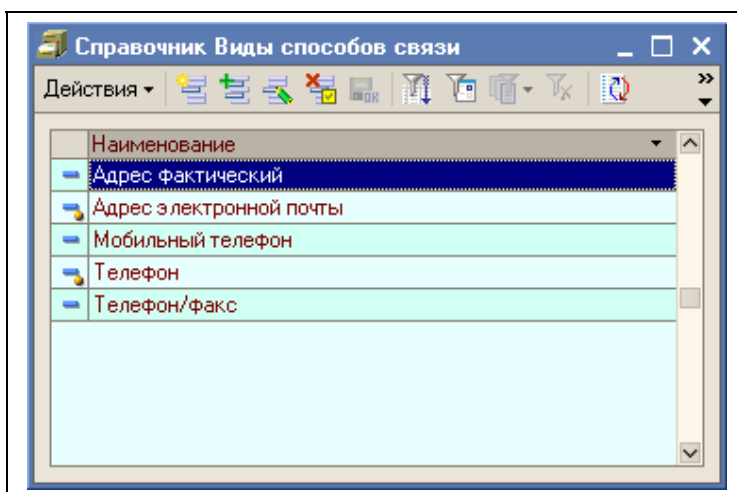 Справочник Виды способов связи
Действия
Наименование
Адрес фактический
Адрес электронной почты
Мобильный телефон
Телефон
Телефон/факс